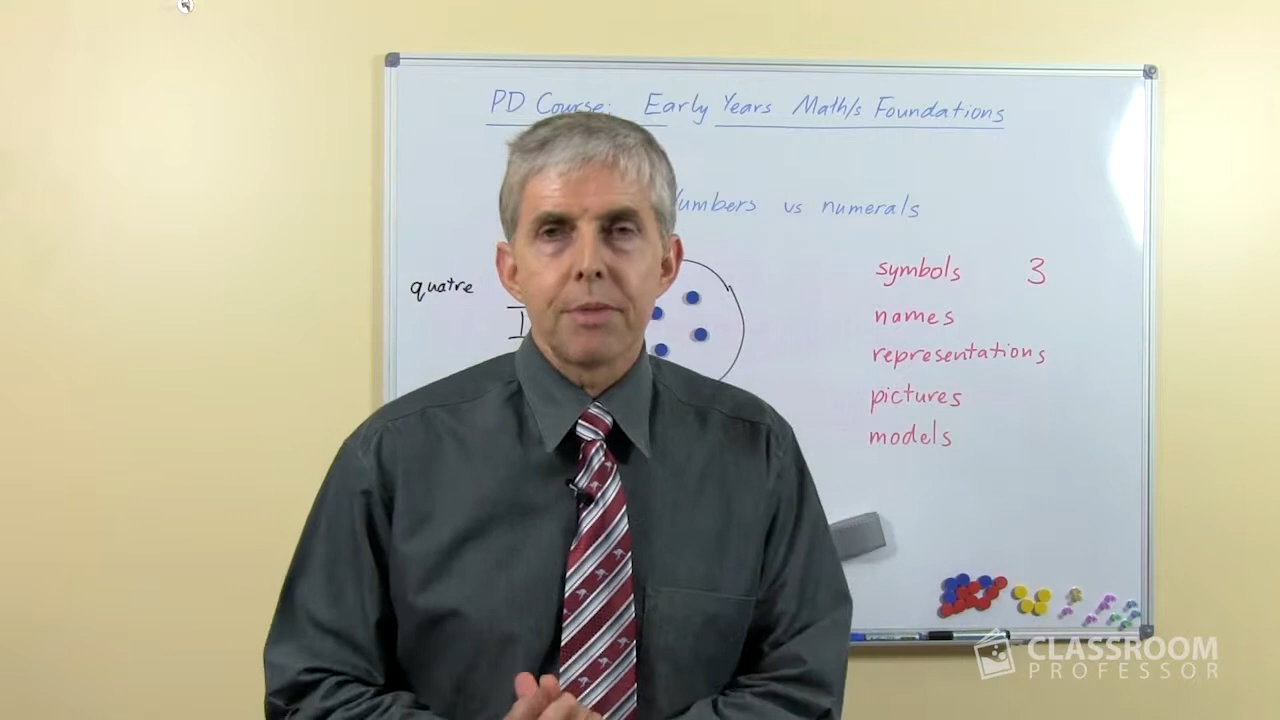 PD Course: Early Years Math/s Foundations
umbers vs numerals
quatre
symbols 3
names
representations
pictures
models
CLASSROOM
PROFESSOR